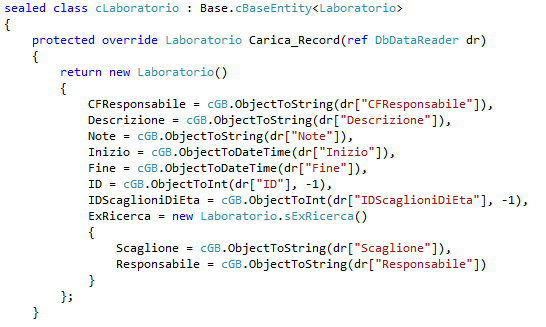 sealed class cLaboratorio : Base.cBaseEntity<Laboratorio>
{
    protected override Laboratorio Carica_Record(ref DbDataReader dr)
    {
        return new Laboratorio()
        {
            CFResponsabile = cGB.ObjectToString(dr["CFResponsabile"]),
            Descrizione = cGB.ObjectToString(dr["Descrizione"]),
            Note = cGB.ObjectToString(dr["Note"]),
            Inizio = cGB.ObjectToDateTime(dr["Inizio"]),
            Fine = cGB.ObjectToDateTime(dr["Fine"]),
            ID = cGB.ObjectToInt(dr["ID"], -1),
            IDScaglioniDiEta = cGB.ObjectToInt(dr["IDScaglioniDiEta"], -1),
            ExRicerca = new Laboratorio.sExRicerca()
            {
                Scaglione = cGB.ObjectToString(dr["Scaglione"]),
                Responsabile = cGB.ObjectToString(dr["Responsabile"])
            }
        };
    }